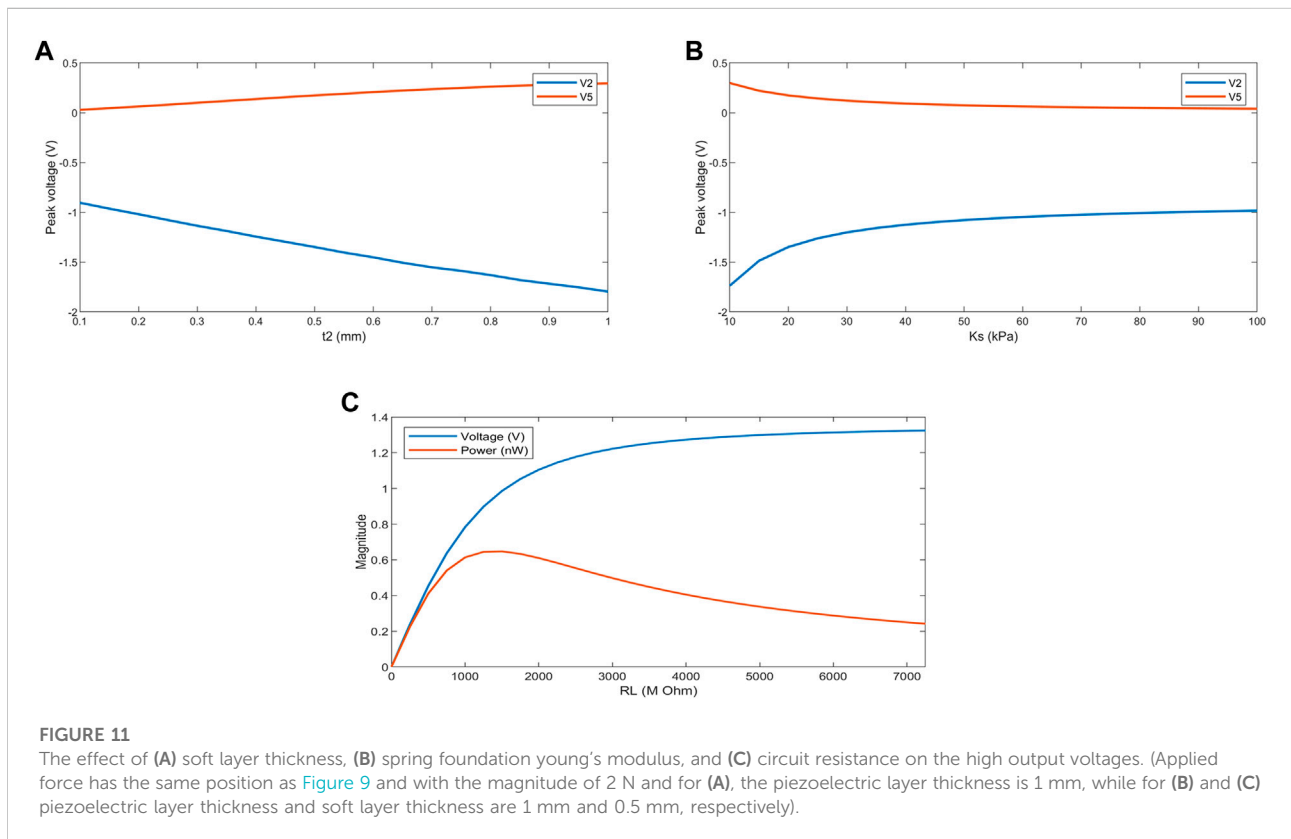 A
0.5
0
-0.5
-1
-1.5
-2
Peak voltage (V)
0.1 0.2 0.3 0.4 0.5 0.6 0.7 0.8 0.9 1
t2 (mm)
V2
V5
B
0.5
0
-0.5
-1
-1.5
-2
Peak voltage (V)
10 20 30 40 50 60 70 80 90 100
Ks (kPa)
V2
V5
C
1.4
1.2
1
0.8
0.6
0.4
0.2
0
Magnitude
0 1000 2000 3000 4000 5000 6000 7000
RL (M Ohm)
Voltage (V)
Power (nW)
FIGURE 11
The effect of (A) soft layer thickness, (B) spring foundation young's modulus, and (C) circuit resistance on the high output voltages. (Applied
force has the same position as Figure 9 and with the magnitude of 2 N and for (A), the piezoelectric layer thickness is 1 mm, while for (B) and (C)
piezoelectric layer thickness and soft layer thickness are 1 mm and 0.5 mm, respectively).